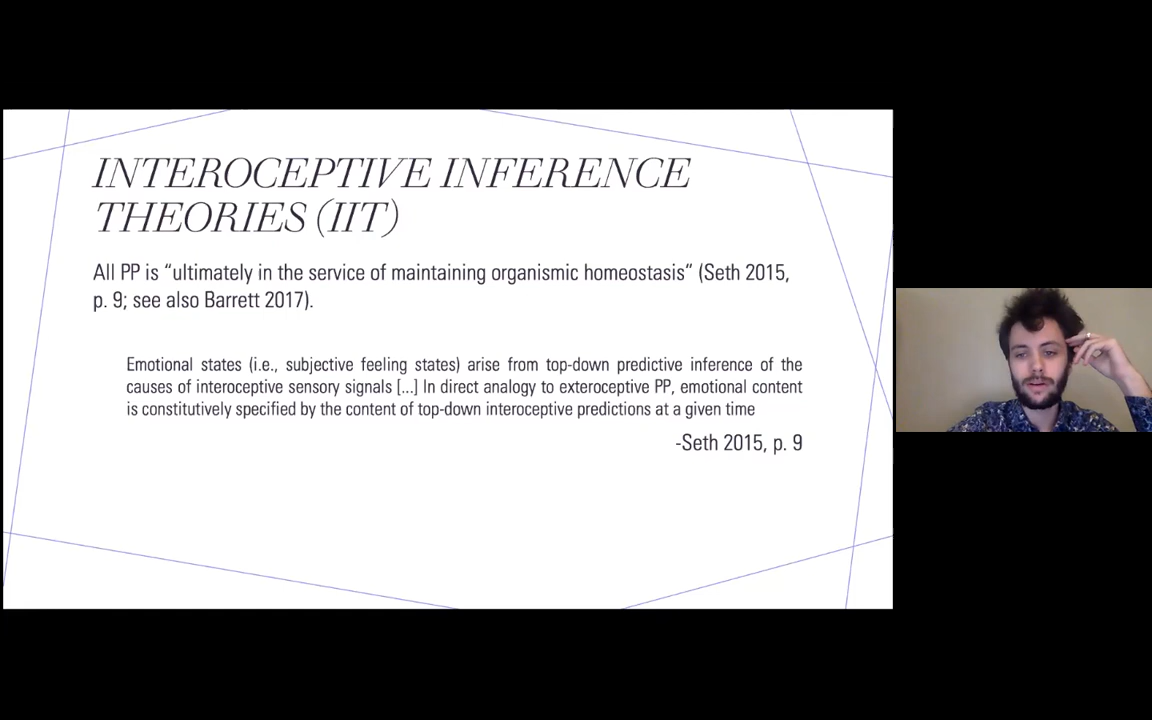 INTEROCEPTIVE INFERENCE
THEORIES (IIT)
All PP is “ultimately in the service of maintaining organismic homeostasis” (Seth 2015,
p. 9; see also Barrett 2017).
Emotional states (i.e., subjective feeling states) arise from top-down predictive inference of the
causes of interoceptive sensory signals [...] In direct analogy to exteroceptive PP, emotional content
is constitutively specified by the content of top-down interoceptive predictions at a given time
-Seth 2015, p. 9